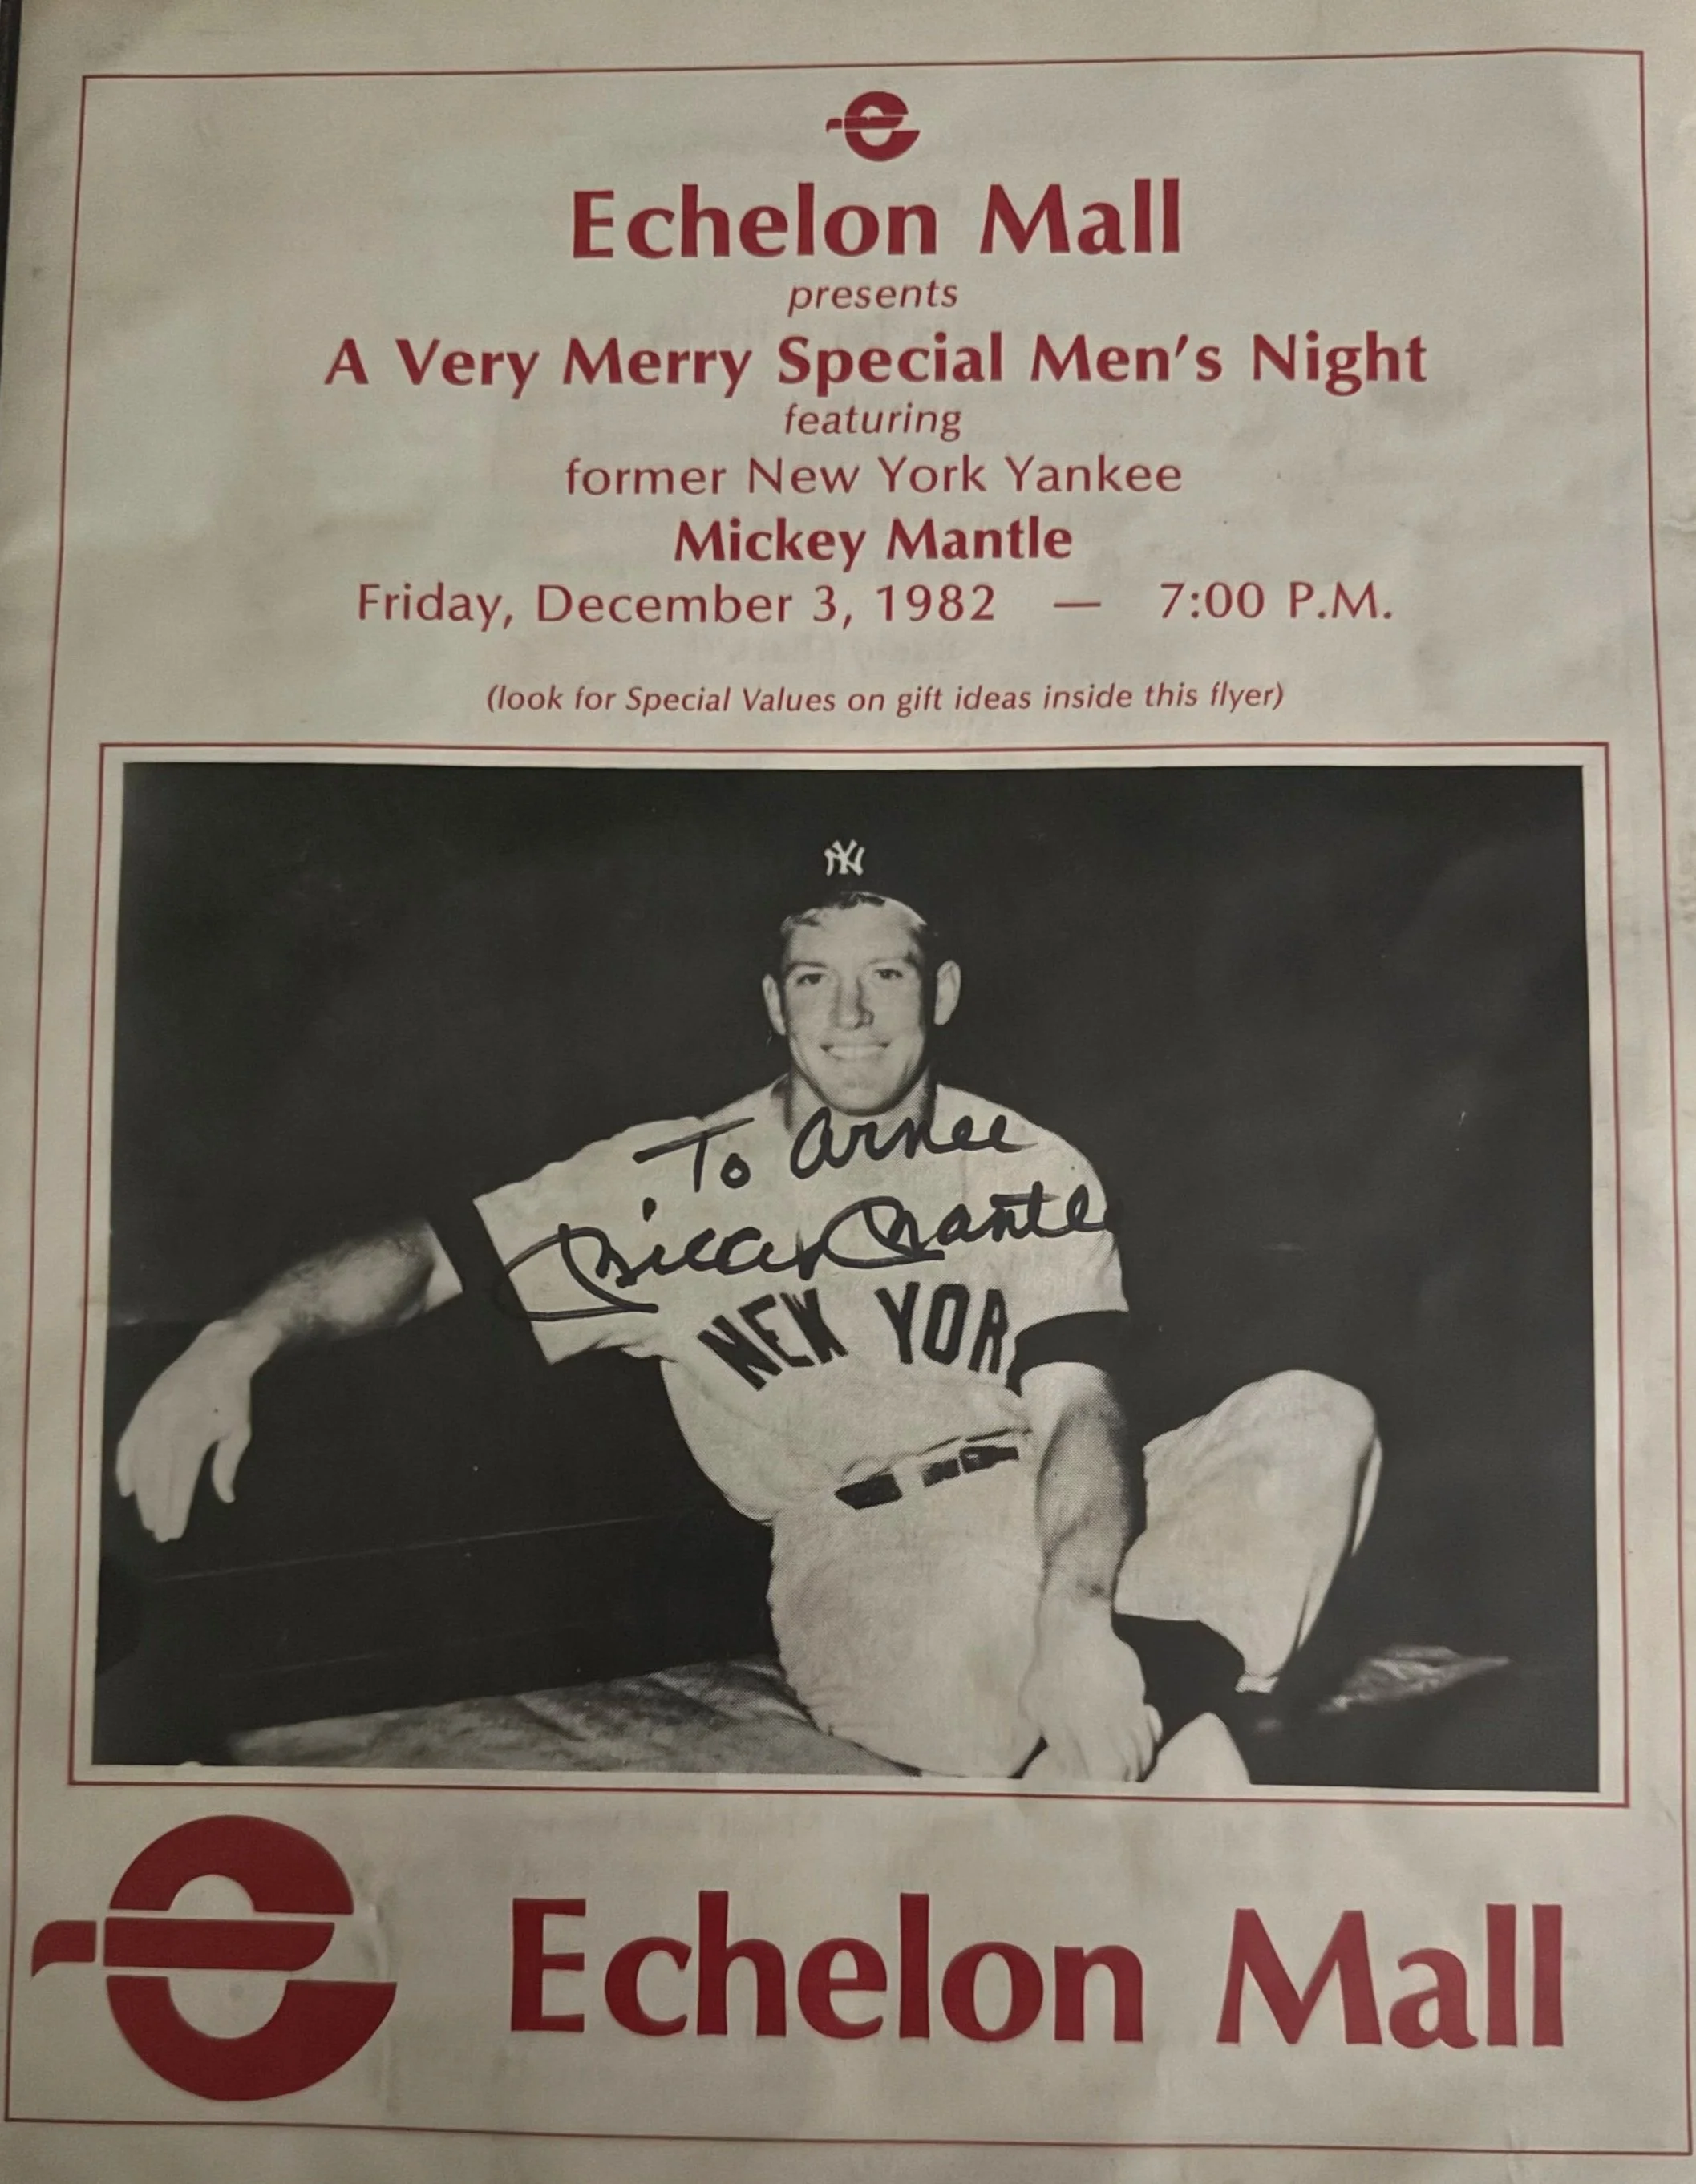 Echelon Mall
presents
A Very Merry Special Men's Night
featuring
former New York Yankee
Mickey Mantle
Friday, December 3, 1982 — 7:00 P.M.
(look for Special Values on gift ideas inside this flyer)
NY
To Arnee
Mickey Mantle
NEW YOR
Echelon Mall